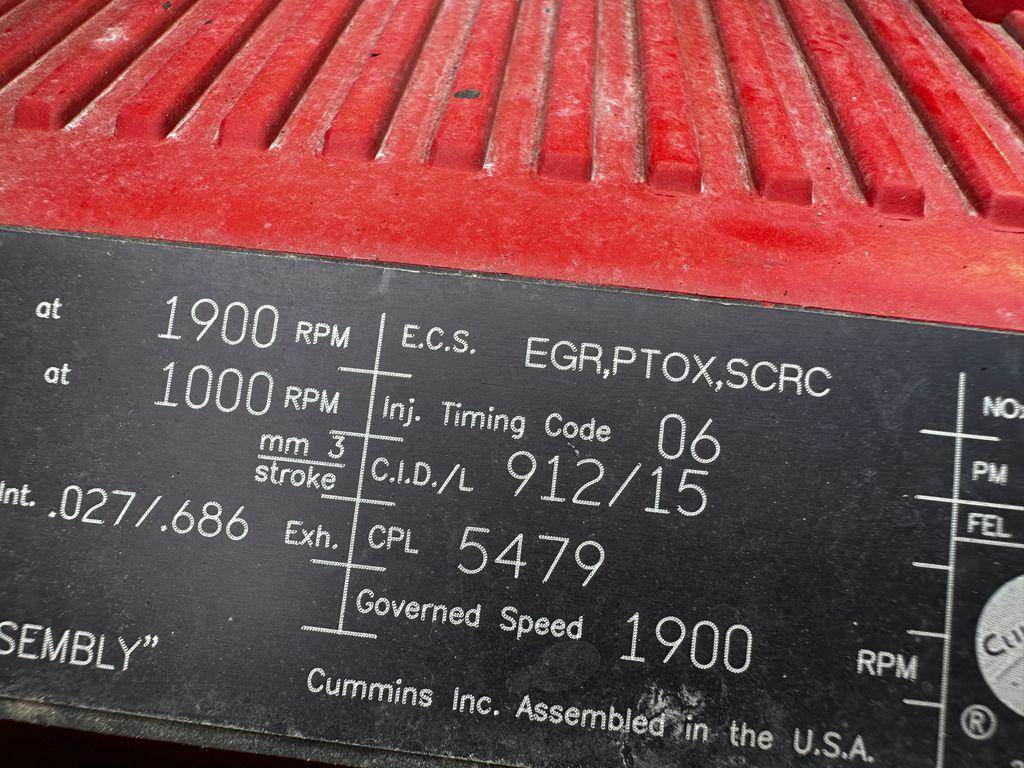 at 1900 RPM
at 1000 RPM
mm 3
stroke
Int. .027/.686 Exh.
SEMBLY”
E.C.S. EGR,PTOX,SCRC
Inj. Timing Code 06
C.I.D./L 912/15
CPL 5479
Governed Speed 1900 RPM
Cummins Inc. Assembled in the U.S.A.
NOx
PM
FEL
®